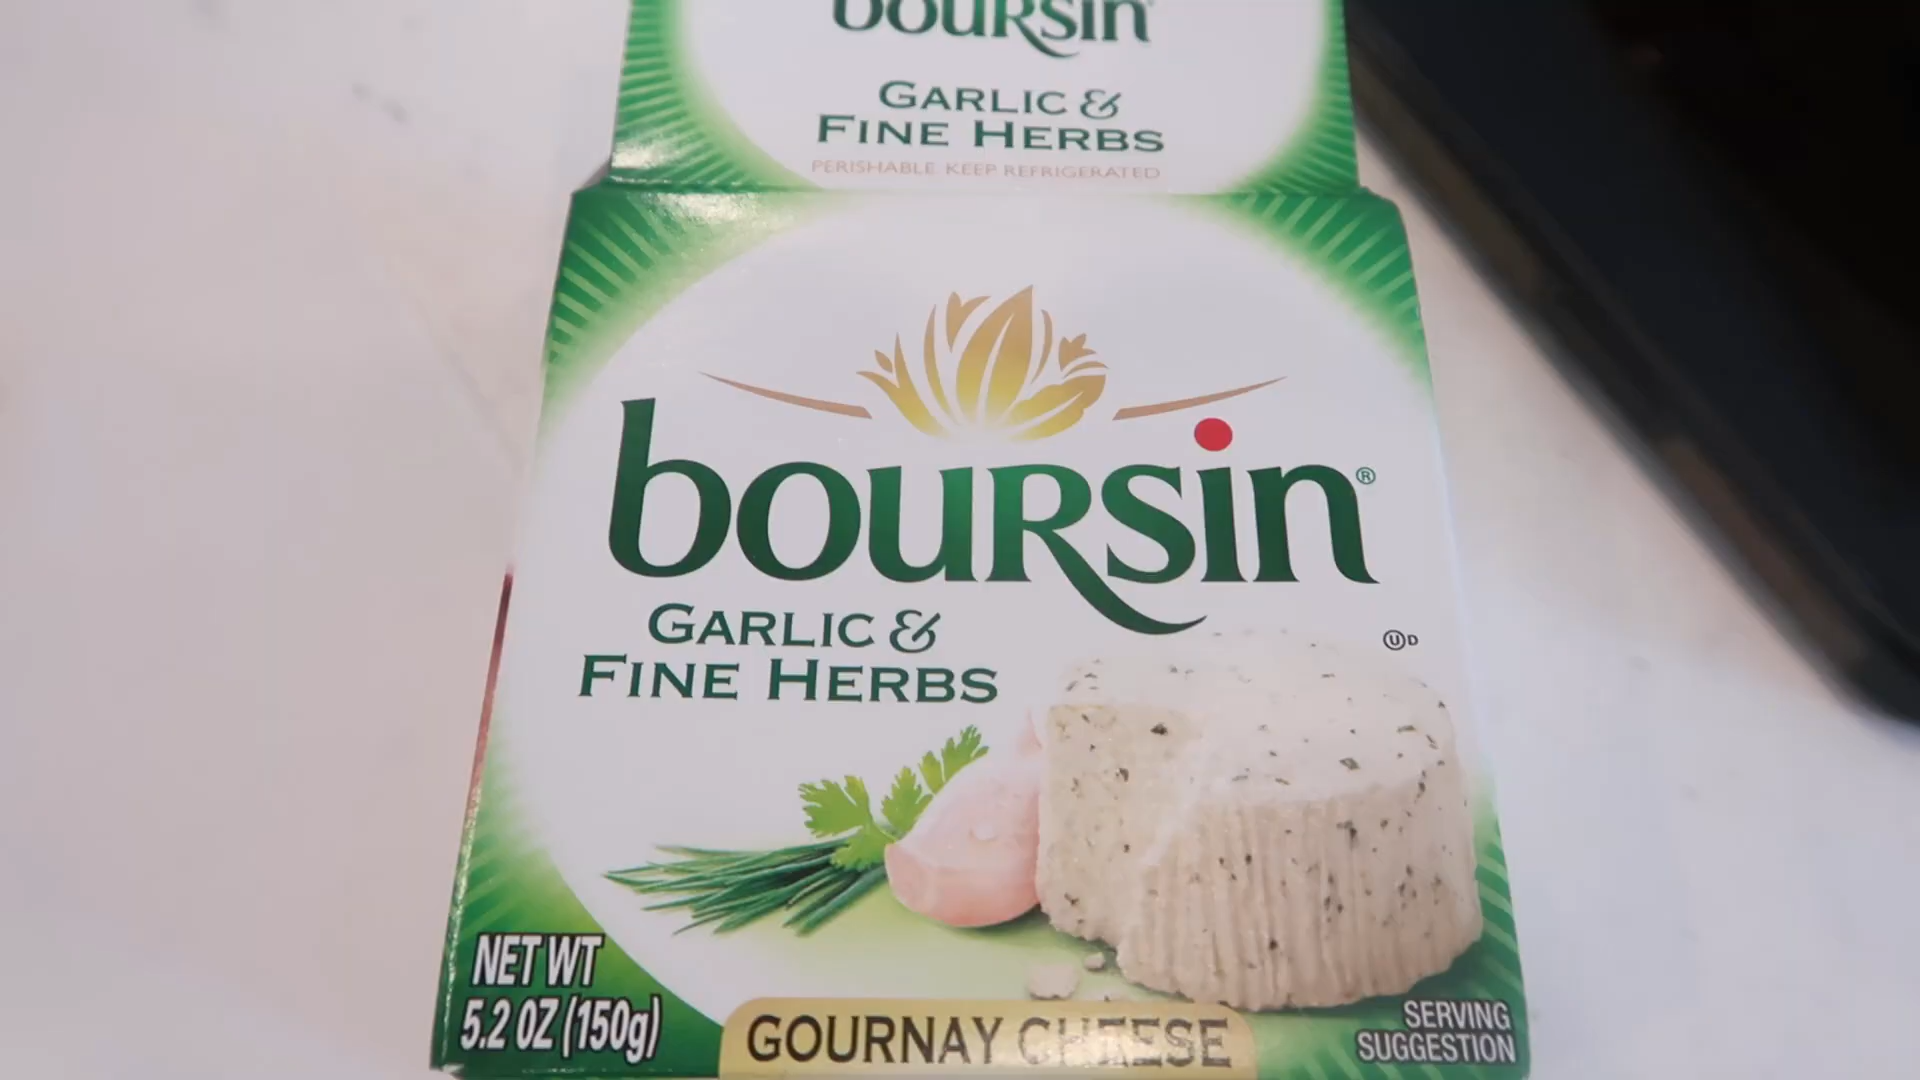 boursin
GARLIC &
FINE HERBS
PERISHABLE. KEEP REFRIGERATED
boursin®
GARLIC &
FINE HERBS
Ⓤ D
NET WT
5.2 OZ (150g)
GOURNAY CHEESE
SERVING
SUGGESTION